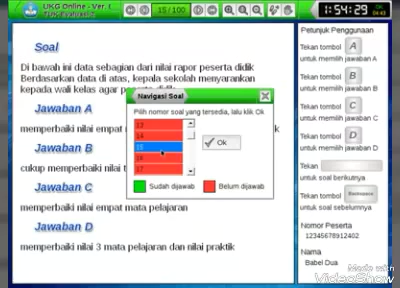 UKG Online - Ver. (
15/100
1:54:29
Soal
Di bawah ini data sebagian dari nilai rapor peserta didik
Berdasarkan data di atas, kepala sekolah menyarankan
kepada wali kelas agar
Jawaban A
memperbaiki nilai empat
Jawaban B
cukup memperbaiki nilai
Jawaban C
memperbaiki nilai empat mata pelajaran
Jawaban D
memperbaiki nilai 3 mata pelajaran dan nilai praktik
Navigasi Soal
Pilih nomor soal yang tersedia, lalu klik Ok
13
14
15
16
17
Ok
Sudah dijawab
Belum dijawab
Petunjuk Penggunaan
Tekan tombol A
untuk memilih jawaban A
Tekan tombol B
untuk memilih jawaban B
Tekan tombol C
untuk memilih jawaban C
Tekan tombol D
untuk memilih jawaban D
Tekan
untuk soal berikutnya
Tekan tombol Backspace
untuk soal sebelumnya
Nomor Peserta
12345678912402
Nama
Babel Dua
Made with
VideoShow